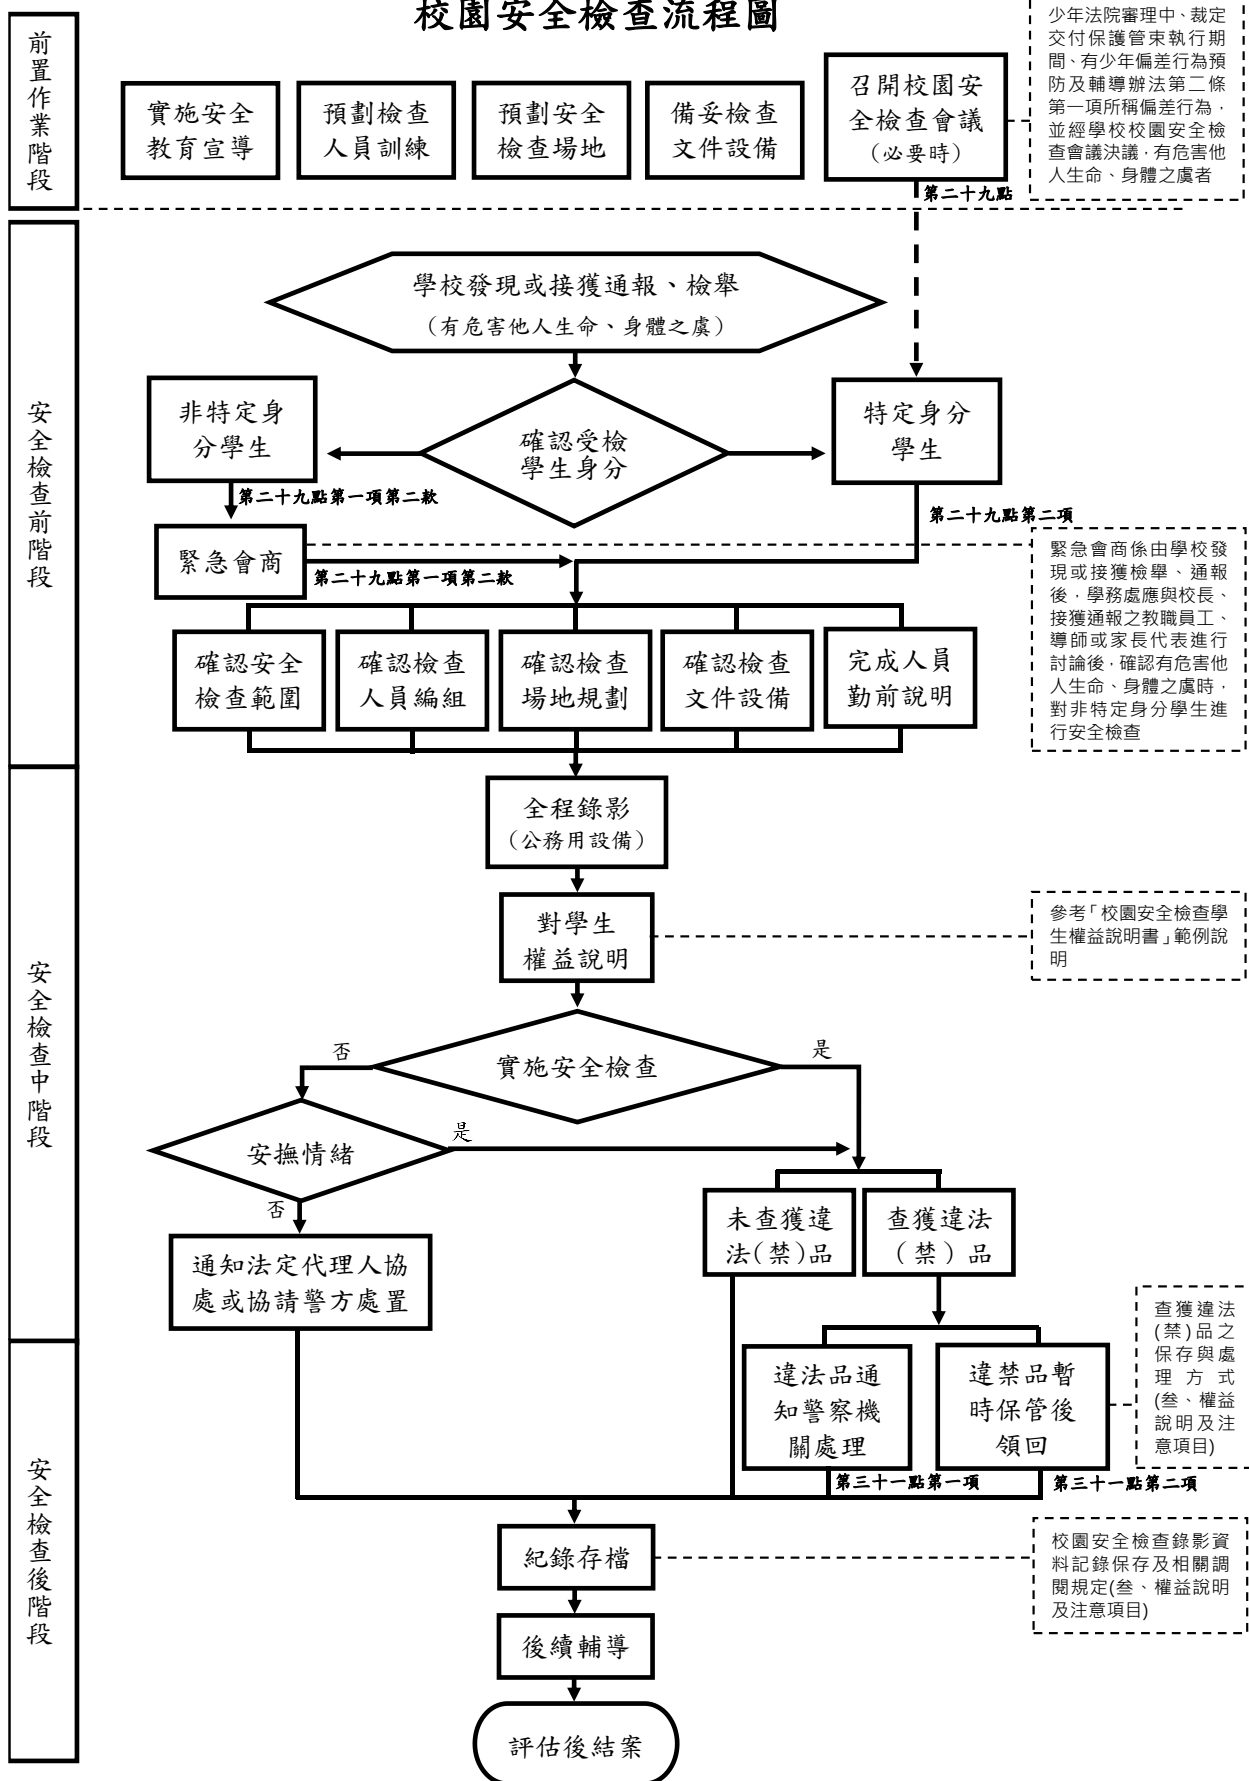 校園安全檢查流程圖
前置作業階段
實施安全
教育宣導
預劃檢查
人員訓練
預劃安全
檢查場地
備妥檢查
文件設備
召開校園安
全檢查會議
(必要時)
少年法院審理中、裁定
交付保護管束執行期
間、有少年偏差行為預
防及輔導辦法第二條
第一項所稱偏差行為，
並經學校校園安全檢
查會議決議，有危害他
人生命、身體之虞者
第二十九點
安全檢查前階段
學校發現或接獲通報、檢舉
（有危害他人生命、身體之虞）
非特定身
分學生
確認受檢
學生身分
特定身分
學生
第二十九點第一項第二款
第二十九點第二項
緊急會商
第二十九點第一項第二款
緊急會商係由學校發
現或接獲檢舉、通報
後，學務處應與校長、
接獲通報之教職員工、
導師或家長代表進行
討論後，確認有危害他
人生命、身體之虞時，
對非特定身分學生進
行安全檢查
確認安全
檢查範圍
確認檢查
人員編組
確認檢查
場地規劃
確認檢查
文件設備
完成人員
勤前說明
安全檢查中階段
全程錄影
（公務用設備）
對學生
權益說明
參考「校園安全檢查學
生權益說明書」範例說
明
實施安全檢查
否
是
安撫情緒
是
否
未查獲違
法(禁)品
查獲違法
（禁）品
通知法定代理人協
處或協請警方處置
查獲違法
(禁)品之
保存與處
理方式
(叁、權益
說明及注
意項目)
安全檢查後階段
違法品通
知警察機
關處理
違禁品暫
時保管後
領回
第三十一點第一項
第三十一點第二項
紀錄存檔
校園安全檢查錄影資
料記錄保存及相關調
閱規定(叁、權益說明
及注意項目)
後續輔導
評估後結案